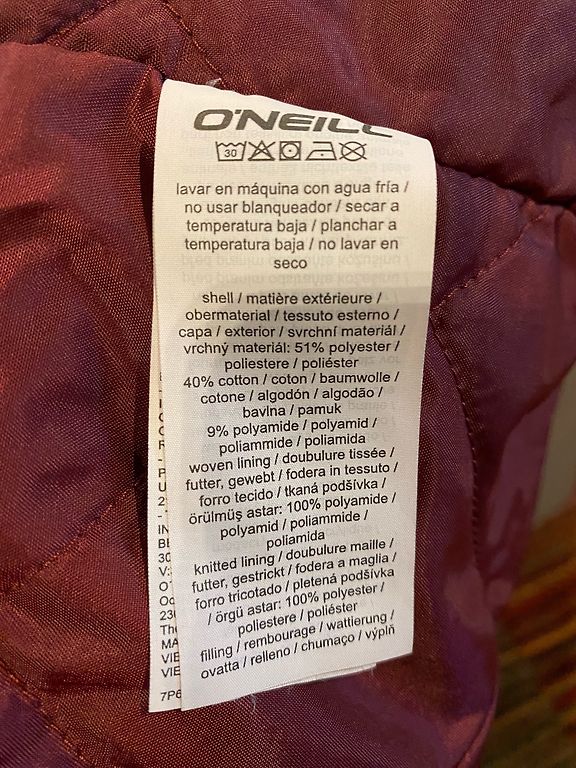 O'NEILL
30
lavar en máquina con agua fría /
no usar blanqueador / secar a
temperatura baja / planchar a
temperatura baja / no lavar en
seco
shell / matière extérieure /
obermaterial / tessuto esterno /
capa / exterior / svrchní materiál /
vrchný materiál: 51% polyester /
poliestere / poliéster
40% cotton / coton / baumwolle /
cotone / algodón / algodão /
bavlna / pamuk
9% polyamide / polyamid /
poliammide / poliamida
woven lining / doubulure tissée /
futter, gewebt / fodera in tessuto /
forro tecido / tkaná podšívka /
örülmüş astar: 100% polyamide /
polyamid / poliammide /
poliamida
knitted lining / doubulure maille /
futter, gestrickt / fodera a maglia /
forro tricotado / pletená podšívka
/ örgü astar: 100% polyester /
poliestere / poliéster
filling / rembourage / wattierung /
ovatta / relleno / chumaço / výplň